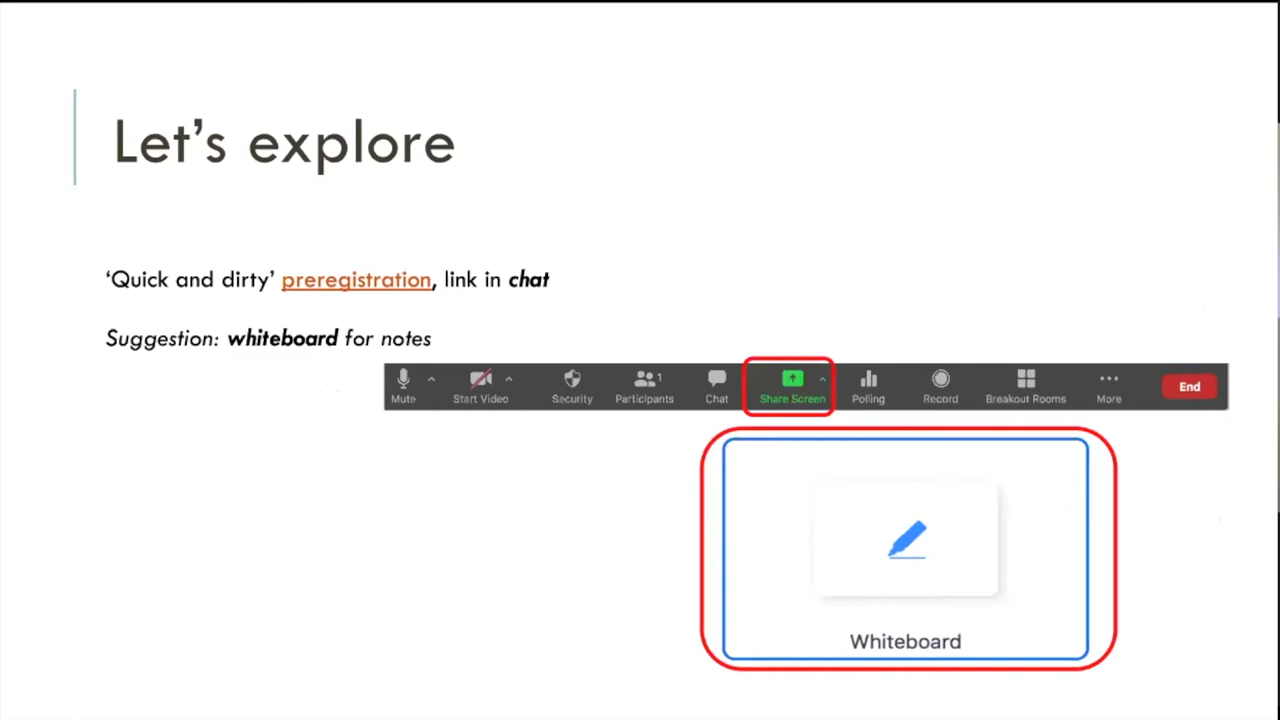 Let’s explore
‘Quick and dirty’ preregistration, link in chat
Suggestion: whiteboard for notes
Mute Start Video Security Participants 1 Chat Share Screen Polling Record Breakout Rooms More End
Whiteboard